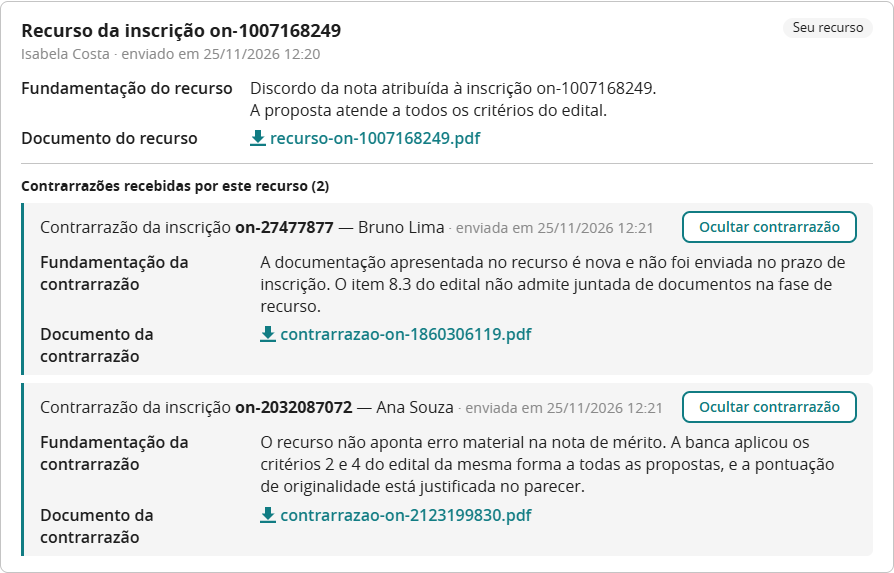 Recurso da inscrição on-1007168249
Seu recurso
Isabela Costa · enviado em 25/11/2026 12:20
Fundamentação do recurso
Discordo da nota atribuída à inscrição on-1007168249.
A proposta atende a todos os critérios do edital.
Documento do recurso
recurso-on-1007168249.pdf
Contrarrazões recebidas por este recurso (2)
Contrarrazão da inscrição on-27477877 — Bruno Lima · enviada em 25/11/2026 12:21
Ocultar contrarrazão
Fundamentação da
contrarrazão
A documentação apresentada no recurso é nova e não foi enviada no prazo de
inscrição. O item 8.3 do edital não admite juntada de documentos na fase de
recurso.
Documento da
contrarrazão
contrarrazao-on-1860306119.pdf
Contrarrazão da inscrição on-2032087072 — Ana Souza · enviada em 25/11/2026 12:21
Ocultar contrarrazão
Fundamentação da
contrarrazão
O recurso não aponta erro material na nota de mérito. A banca aplicou os
critérios 2 e 4 do edital da mesma forma a todas as propostas, e a pontuação
de originalidade está justificada no parecer.
Documento da
contrarrazão
contrarrazao-on-2123199830.pdf